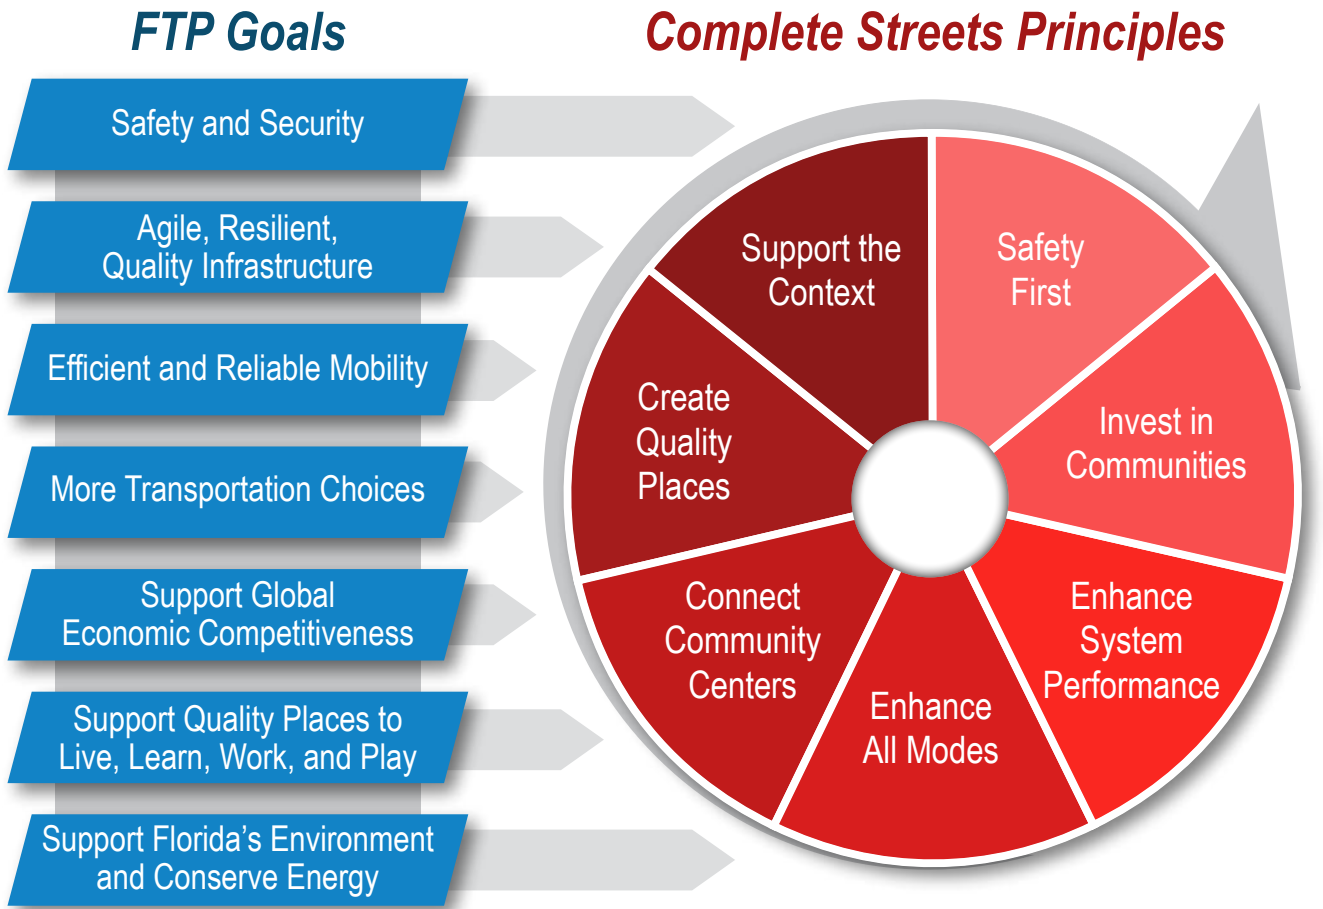 FTP Goals
Complete Streets Principles
Safety and Security
Agile, Resilient,
Quality Infrastructure
Efficient and Reliable Mobility
More Transportation Choices
Support Global
Economic Competitiveness
Support Quality Places to
Live, Learn, Work, and Play
Support Florida’s Environment
and Conserve Energy
Safety
First
Invest in
Communities
Enhance
System
Performance
Enhance
All Modes
Connect
Community
Centers
Create
Quality
Places
Support the
Context